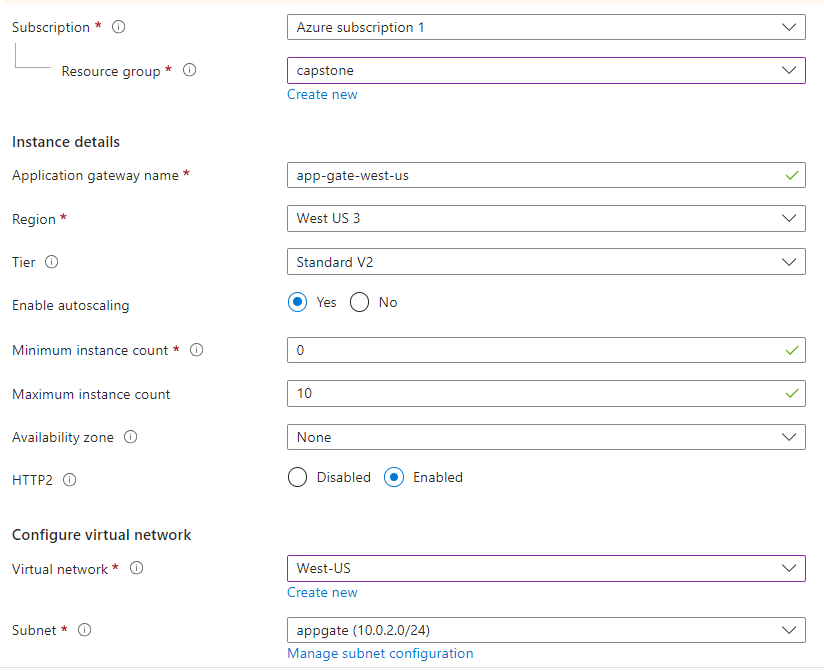 Subscription * Azure subscription 1
Resource group * capstone
Create new
Instance details
Application gateway name * app-gate-west-us
Region * West US 3
Tier Standard V2
Enable autoscaling Yes No
Minimum instance count * 0
Maximum instance count 10
Availability zone None
HTTP2 Disabled Enabled
Configure virtual network
Virtual network * West-US
Create new
Subnet * appgate (10.0.2.0/24)
Manage subnet configuration